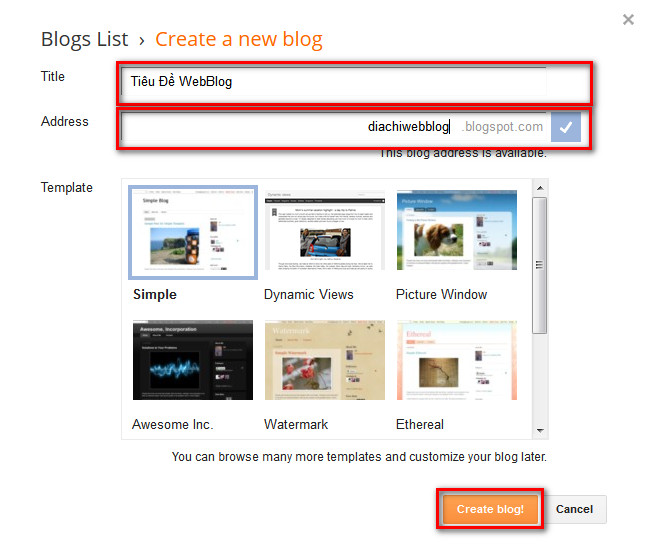 Blogs List › Create a new blog
Title
Tiêu Đề WebBlog
Address
diachiwebblog .blogspot.com
This blog address is available.
Template
Simple Blog
Simple
Dynamic Views
Picture Window
Picture Window
Awesome, Incorporation
Watermark
Ethereal
Awesome Inc.
Watermark
Ethereal
You can browse many more templates and customize your blog later.
Create blog!
Cancel